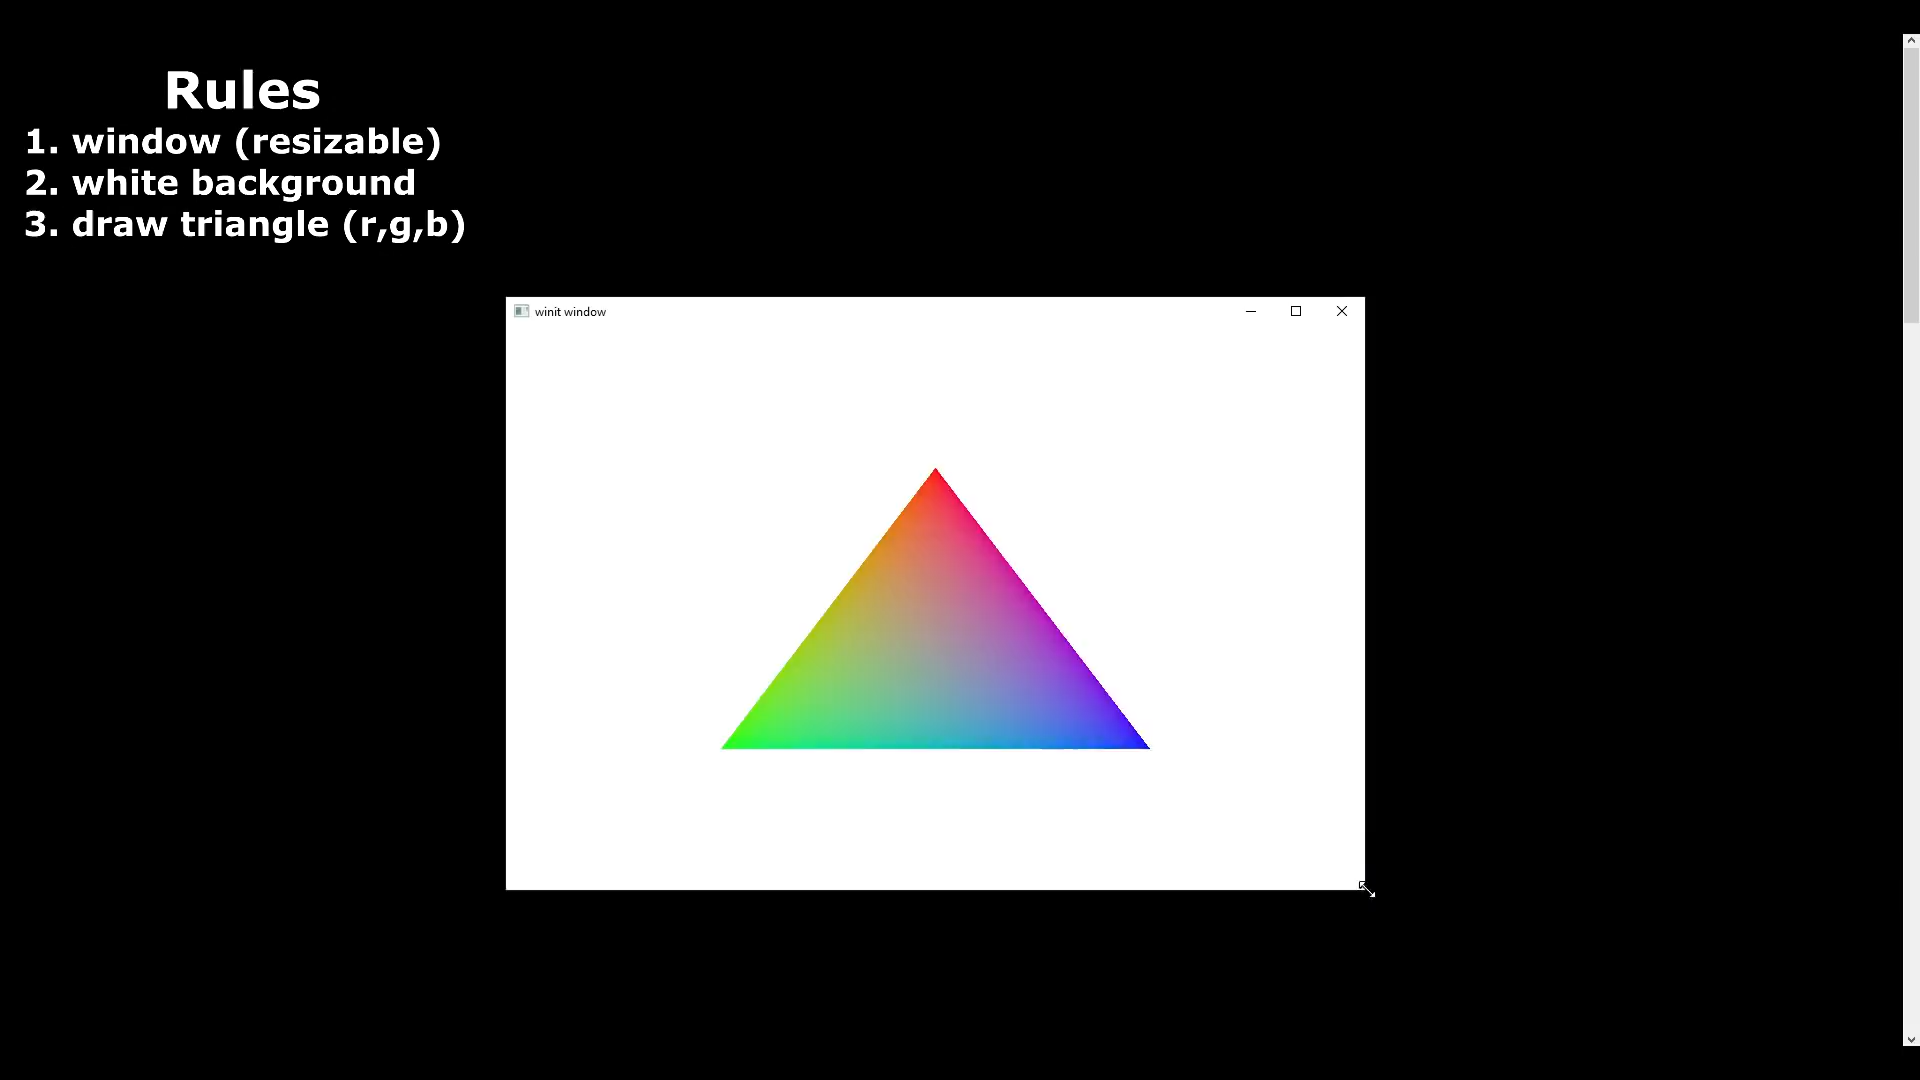 Rules
1. window (resizable)
2. white background
3. draw triangle (r,g,b)
winit window